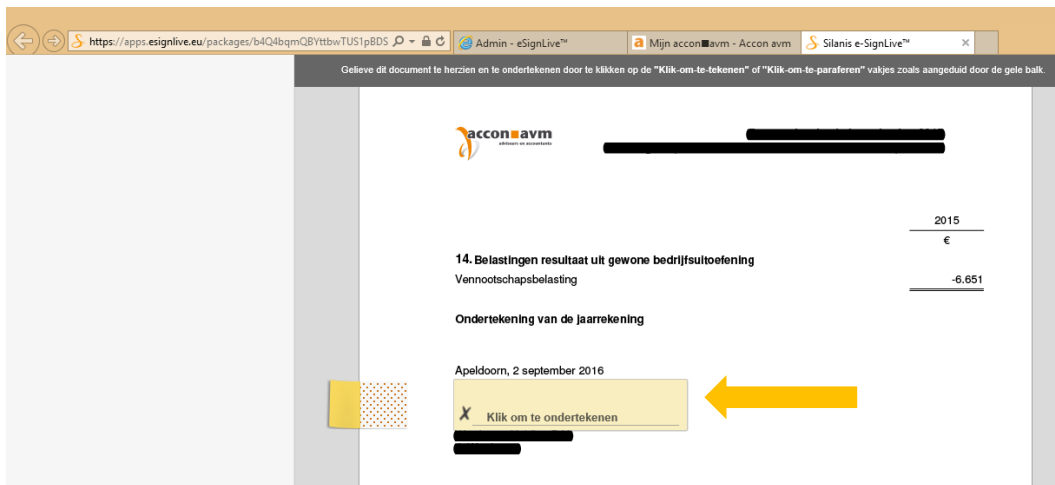 https://apps.esignlive.eu/packages/b4Q4bqmQBYttbwTUS1pBDS
Admin - eSignLive™
Mijn accon■avm - Accon avm
Silanis e-SignLive™
Gelieve dit document te herzien en te ondertekenen door te klikken op de "Klik-om-te-tekenen" of "Klik-om-te-paraferen" vakjes zoals aangeduid door de gele balk.
accon■avm
adviseurs en accountants
2015
€
14. Belastingen resultaat uit gewone bedrijfsuitoefening
Vennootschapsbelasting -6.651
Ondertekening van de jaarrekening
Apeldoorn, 2 september 2016
X Klik om te ondertekenen